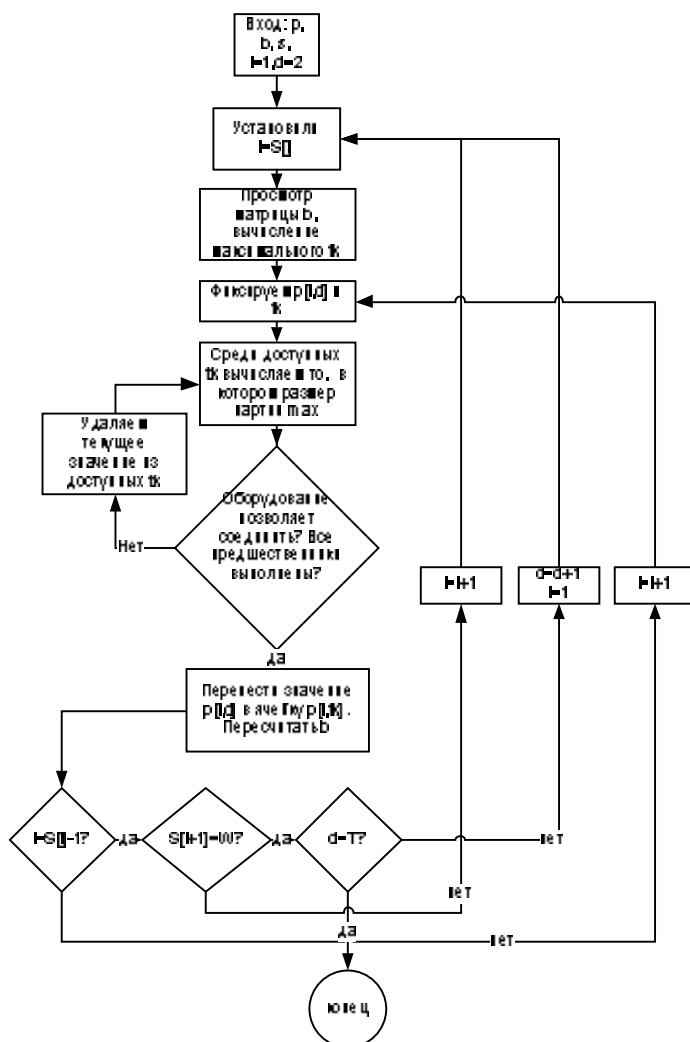 Вход: p,
b, s,
i=1, d=2
Установим
l=S[i]
Просмотр
матрицы b,
вычисление
максимального tk
Фиксируем p[l,d] и
tk
Среди доступных
tk вычисляем то, в
котором размер
партии max
Удаляем
текущее
значение из
доступных tk
Оборудование
позволяет
соединить? Все
предшественники
выполнены?
Нет
i=i+1
d=d+1
i=1
l=l+1
да
Перенести значение
p[l,d] в ячейку p[l,tk].
Пересчитать b
да
S[i+1]=W?
да
d=T?
нет
нет
да
нет
конец